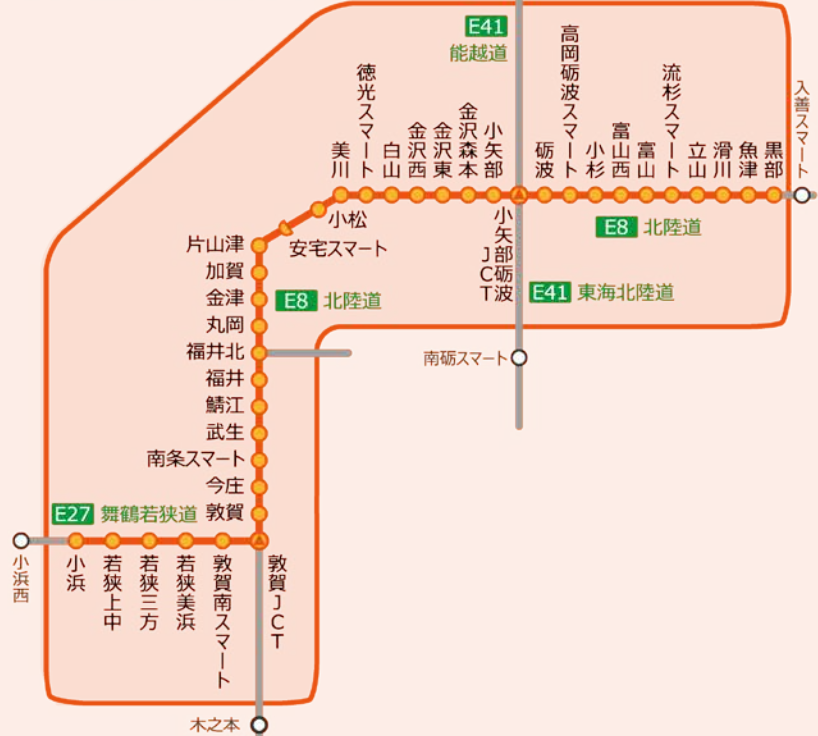 E41
能越道
美川
徳光スマート
白山
金沢西
金沢東
金沢森本
小矢部
砺波
高岡砺波スマート
小杉
富山西
富山
流杉スマート
立山
滑川
魚津
黒部
入善スマート
小矢部砺波
JCT
E8 北陸道
E41 東海北陸道
南砺スマート
小松
安宅スマート
片山津
加賀
金津
E8 北陸道
丸岡
福井北
福井
鯖江
武生
南条スマート
今庄
敦賀
E27 舞鶴若狭道
小浜西
小浜
若狭上中
若狭三方
若狭美浜
敦賀南スマート
敦賀JCT
木之本